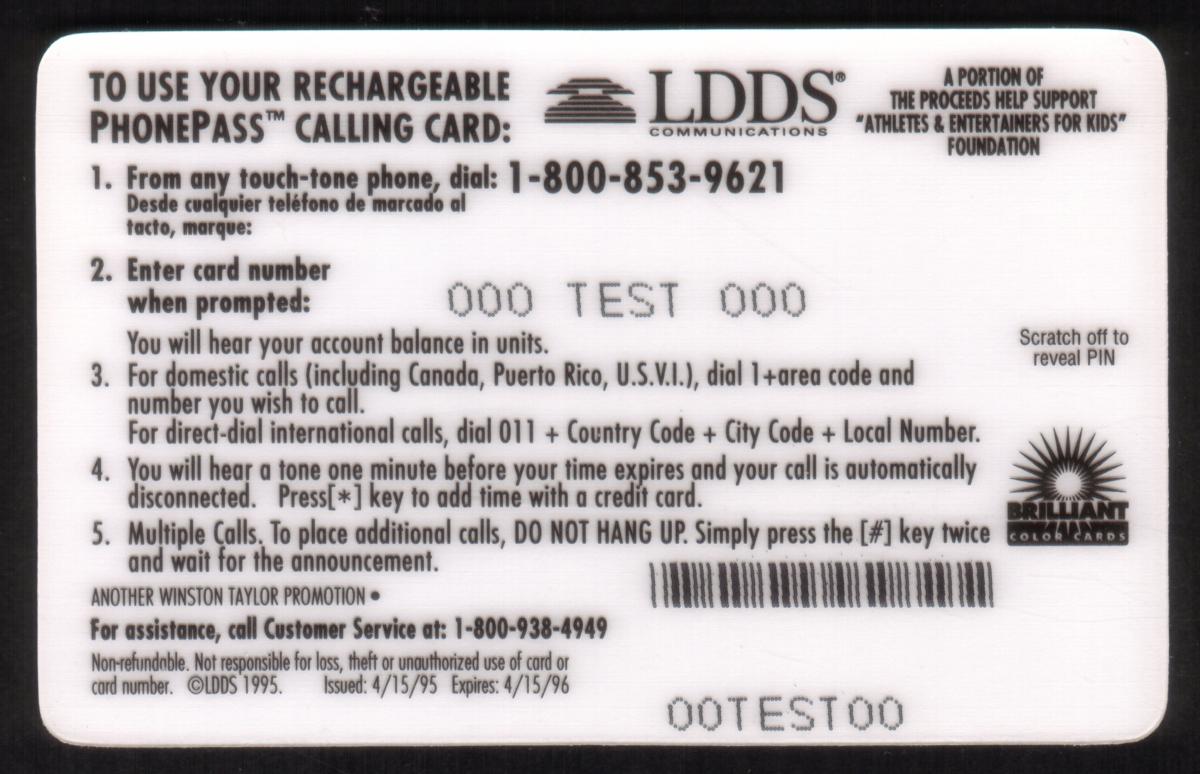 TO USE YOUR RECHARGEABLE
PHONEPASS™ CALLING CARD:
LDDS®
COMMUNICATIONS
A PORTION OF
THE PROCEEDS HELP SUPPORT
"ATHLETES & ENTERTAINERS FOR KIDS"
FOUNDATION
1. From any touch-tone phone, dial: 1-800-853-9621
Desde cualquier teléfono de marcado al
tacto, marque:
2. Enter card number
when prompted: 000 TEST 000
You will hear your account balance in units.
Scratch off to
reveal PIN
3. For domestic calls (including Canada, Puerto Rico, U.S.V.I.), dial 1+area code and
number you wish to call.
For direct-dial international calls, dial 011 + Country Code + City Code + Local Number.
4. You will hear a tone one minute before your time expires and your call is automatically
disconnected. Press[*] key to add time with a credit card.
5. Multiple Calls. To place additional calls, DO NOT HANG UP. Simply press the [#] key twice
and wait for the announcement.
BRILLIANT
COLOR CARDS
ANOTHER WINSTON TAYLOR PROMOTION •
For assistance, call Customer Service at: 1-800-938-4949
Non-refundable. Not responsible for loss, theft or unauthorized use of card or
card number. ©LDDS 1995. Issued: 4/15/95 Expires: 4/15/96
00TEST00